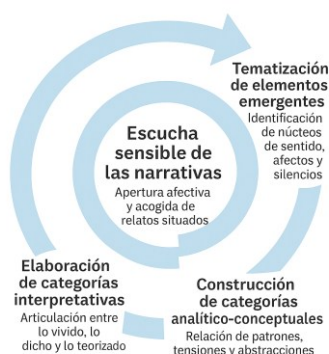 Tematización
de elementos
emergentes
Identificación
de núcteos
de sentido,
afectos y
silencios
Escucha
sensible de
las narrativas
Apertura afectiva
y acogida de
relatos situados
Elaboración
de categorías
interpretativas
Articulación entre
lo vivido, lo
dicho y lo teorizado
Construcción
de categorías
analítico-conceptuales
Relación de patrones,
tensiones y abstracciones